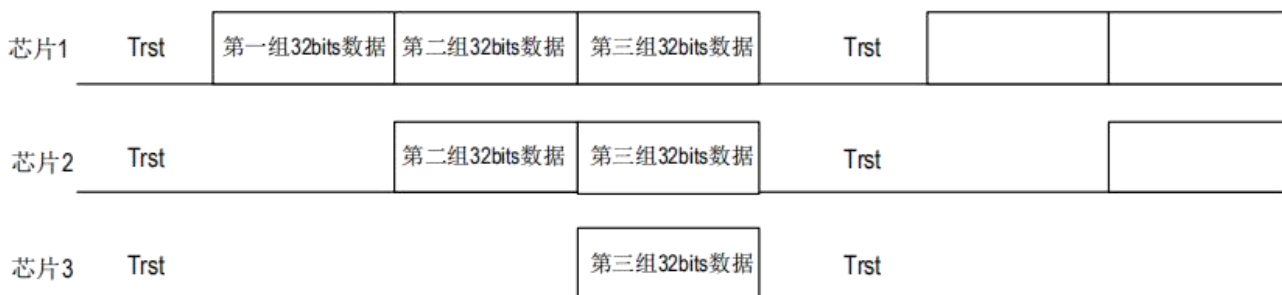 芯片1 Trst 第一组32bits数据 第二组32bits数据 第三组32bits数据 Trst
芯片2 Trst 第二组32bits数据 第三组32bits数据 Trst
芯片3 Trst 第三组32bits数据 Trst